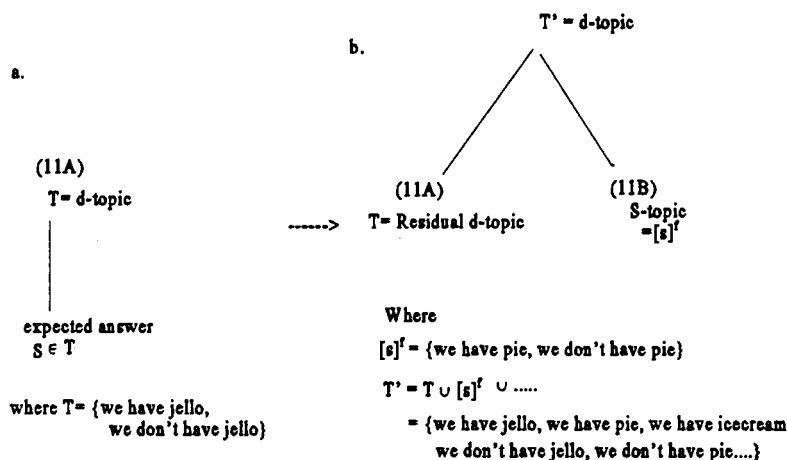 a.
(11A)
T= d-topic
expected answer
S ∈ T
where T= {we have jello,
we don't have jello}
------>
b.
T' = d-topic
(11A)
T= Residual d-topic
(11B)
S-topic
=[s]ᶠ
Where
[s]ᶠ = {we have pie, we don't have pie}
T' = T ∪ [s]ᶠ ∪ .....
= {we have jello, we have pie, we have icecream
we don't have jello, we don't have pie....}